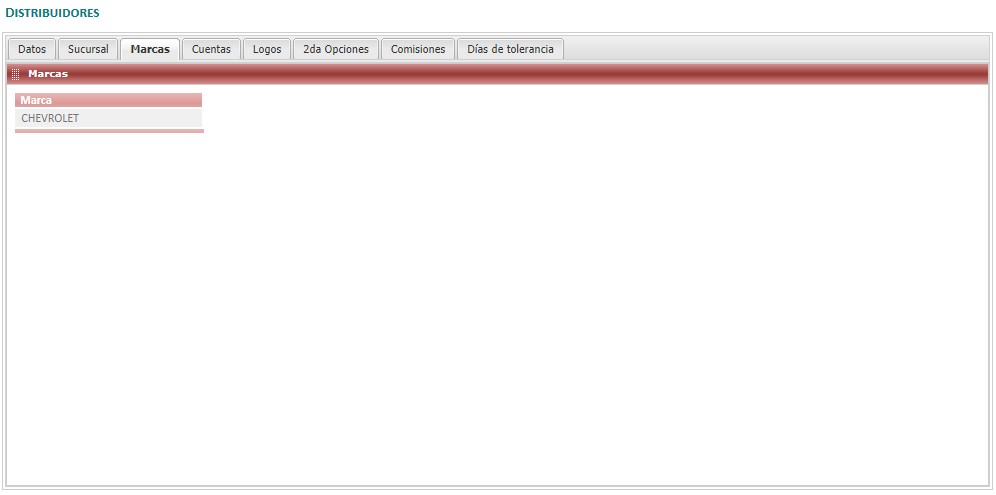 DISTRIBUIDORES
Datos Sucursal Marcas Cuentas Logos 2da Opciones Comisiones Días de tolerancia
Marcas
Marca
CHEVROLET